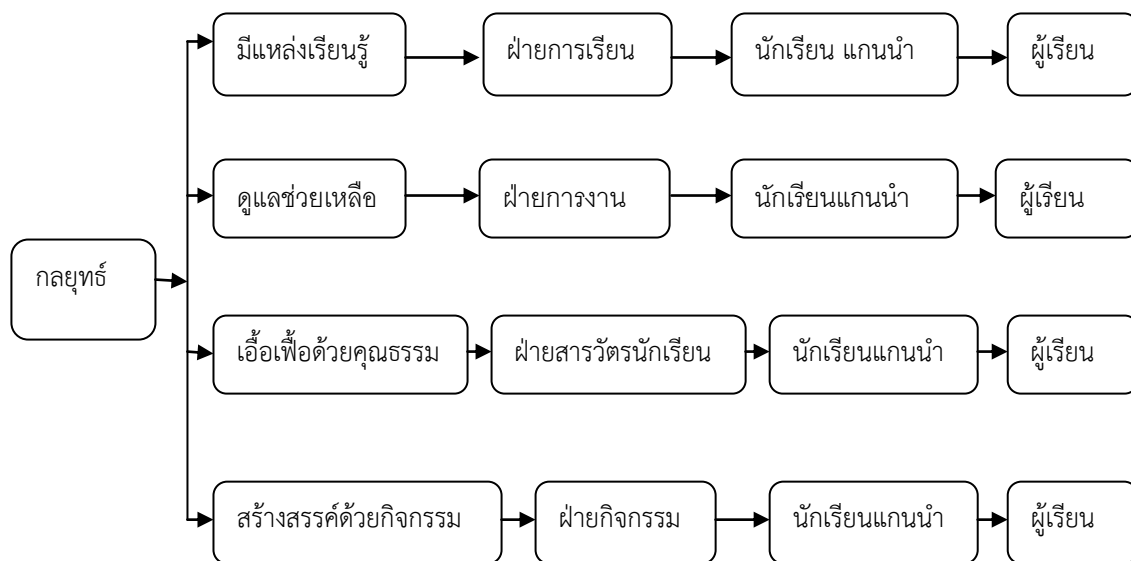 มีแหล่งเรียนรู้
ฝ่ายการเรียน
นักเรียน แกนนำ
ผู้เรียน
ดูแลช่วยเหลือ
ฝ่ายการงาน
นักเรียนแกนนำ
ผู้เรียน
กลยุทธ์
เอื้อเฟื้อด้วยคุณธรรม
ฝ่ายสารวัตรนักเรียน
นักเรียนแกนนำ
ผู้เรียน
สร้างสรรค์ด้วยกิจกรรม
ฝ่ายกิจกรรม
นักเรียนแกนนำ
ผู้เรียน